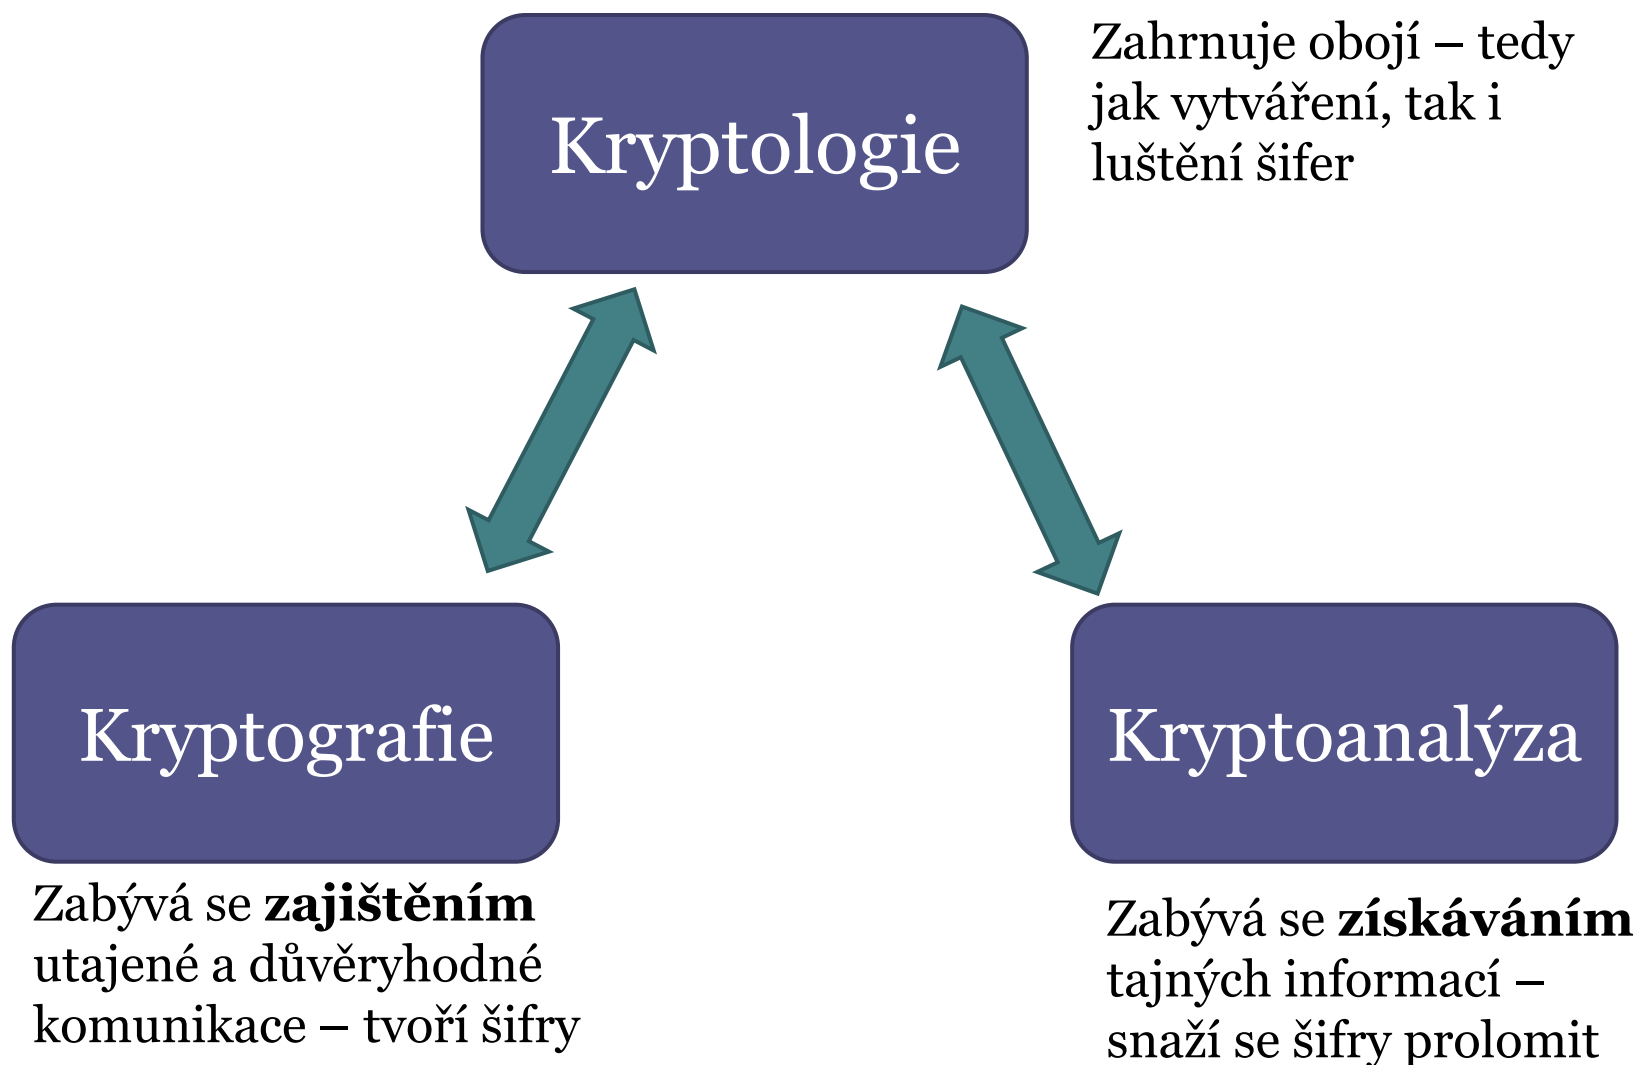 Kryptologie
Zahrnuje obojí – tedy
jak vytváření, tak i
luštění šifer
Kryptografie
Zabývá se zajištěním
utajené a důvěryhodné
komunikace – tvoří šifry
Kryptoanalýza
Zabývá se získáváním
tajných informací –
snaží se šifry prolomit